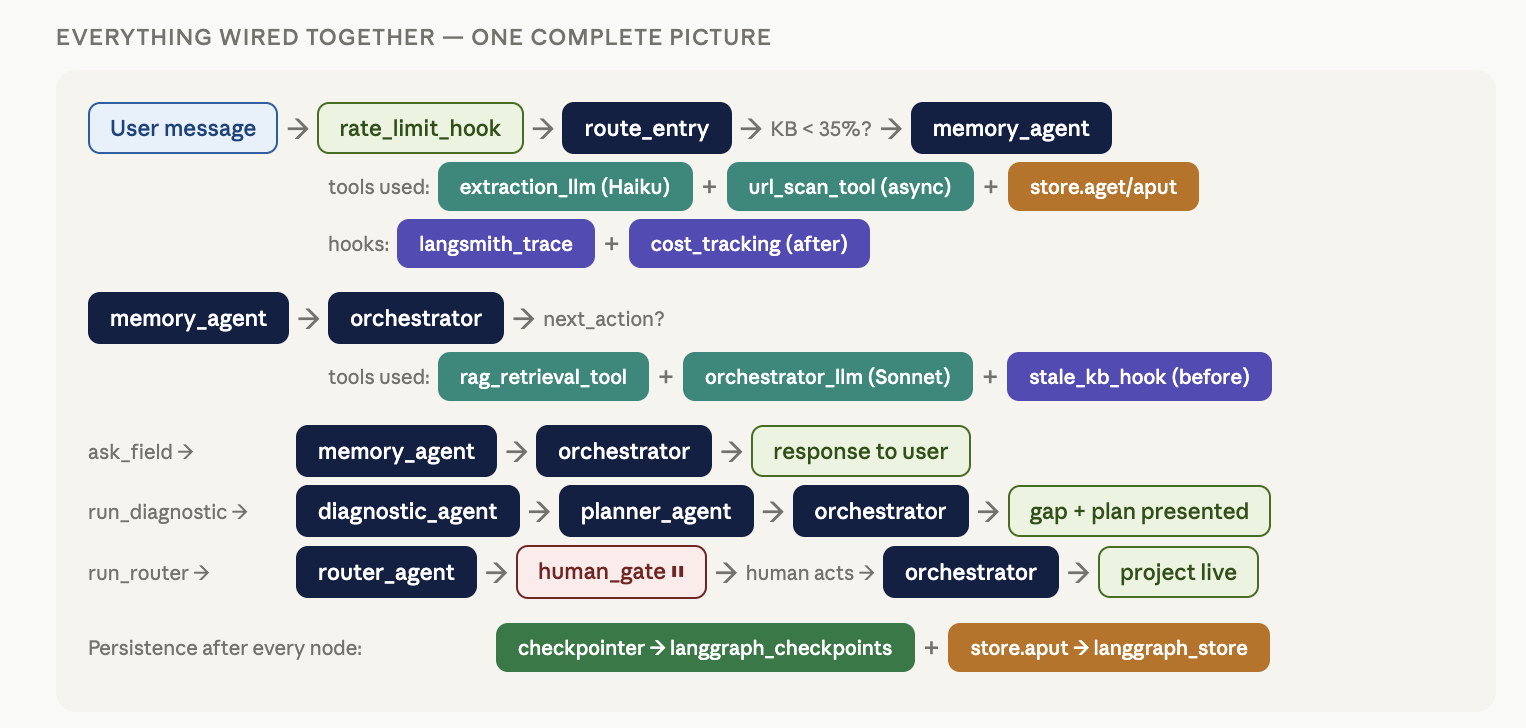 EVERYTHING WIRED TOGETHER — ONE COMPLETE PICTURE
User message → rate_limit_hook → route_entry → KB < 35%? → memory_agent
tools used: extraction_llm (Haiku) + url_scan_tool (async) + store.aget/aput
hooks: langsmith_trace + cost_tracking (after)
memory_agent → orchestrator → next_action?
tools used: rag_retrieval_tool + orchestrator_llm (Sonnet) + stale_kb_hook (before)
ask_field → memory_agent → orchestrator → response to user
run_diagnostic → diagnostic_agent → planner_agent → orchestrator → gap + plan presented
run_router → router_agent → human_gate ⏸ → human acts → orchestrator → project live
Persistence after every node: checkpointer → langgraph_checkpoints + store.aput → langgraph_store